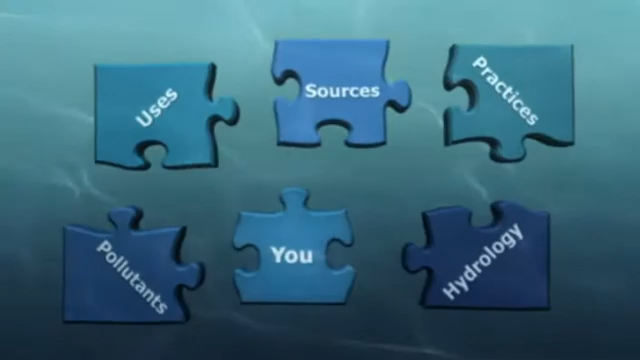 Uses
Sources
Practices
Pollutants
You
Hydrology